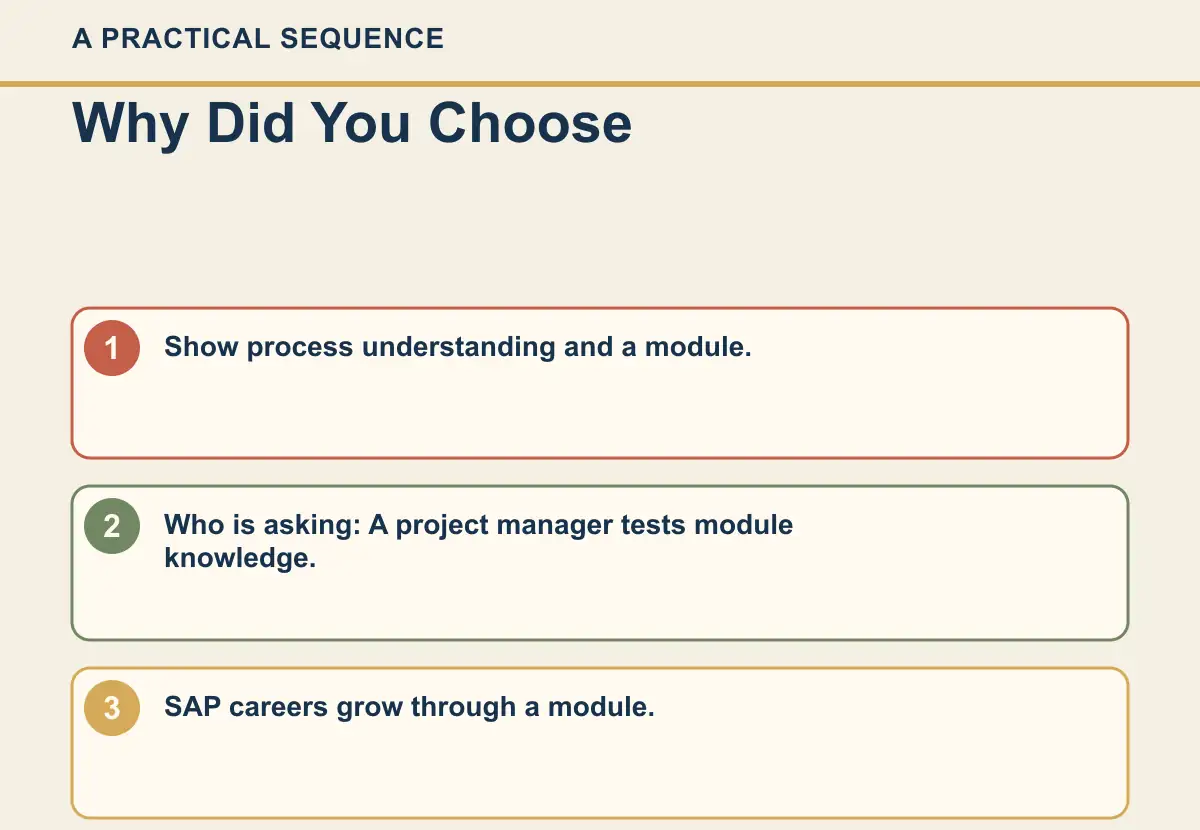 A PRACTICAL SEQUENCE
Why Did You Choose
1
Show process understanding and a module.
2
Who is asking: A project manager tests module
knowledge.
3
SAP careers grow through a module.